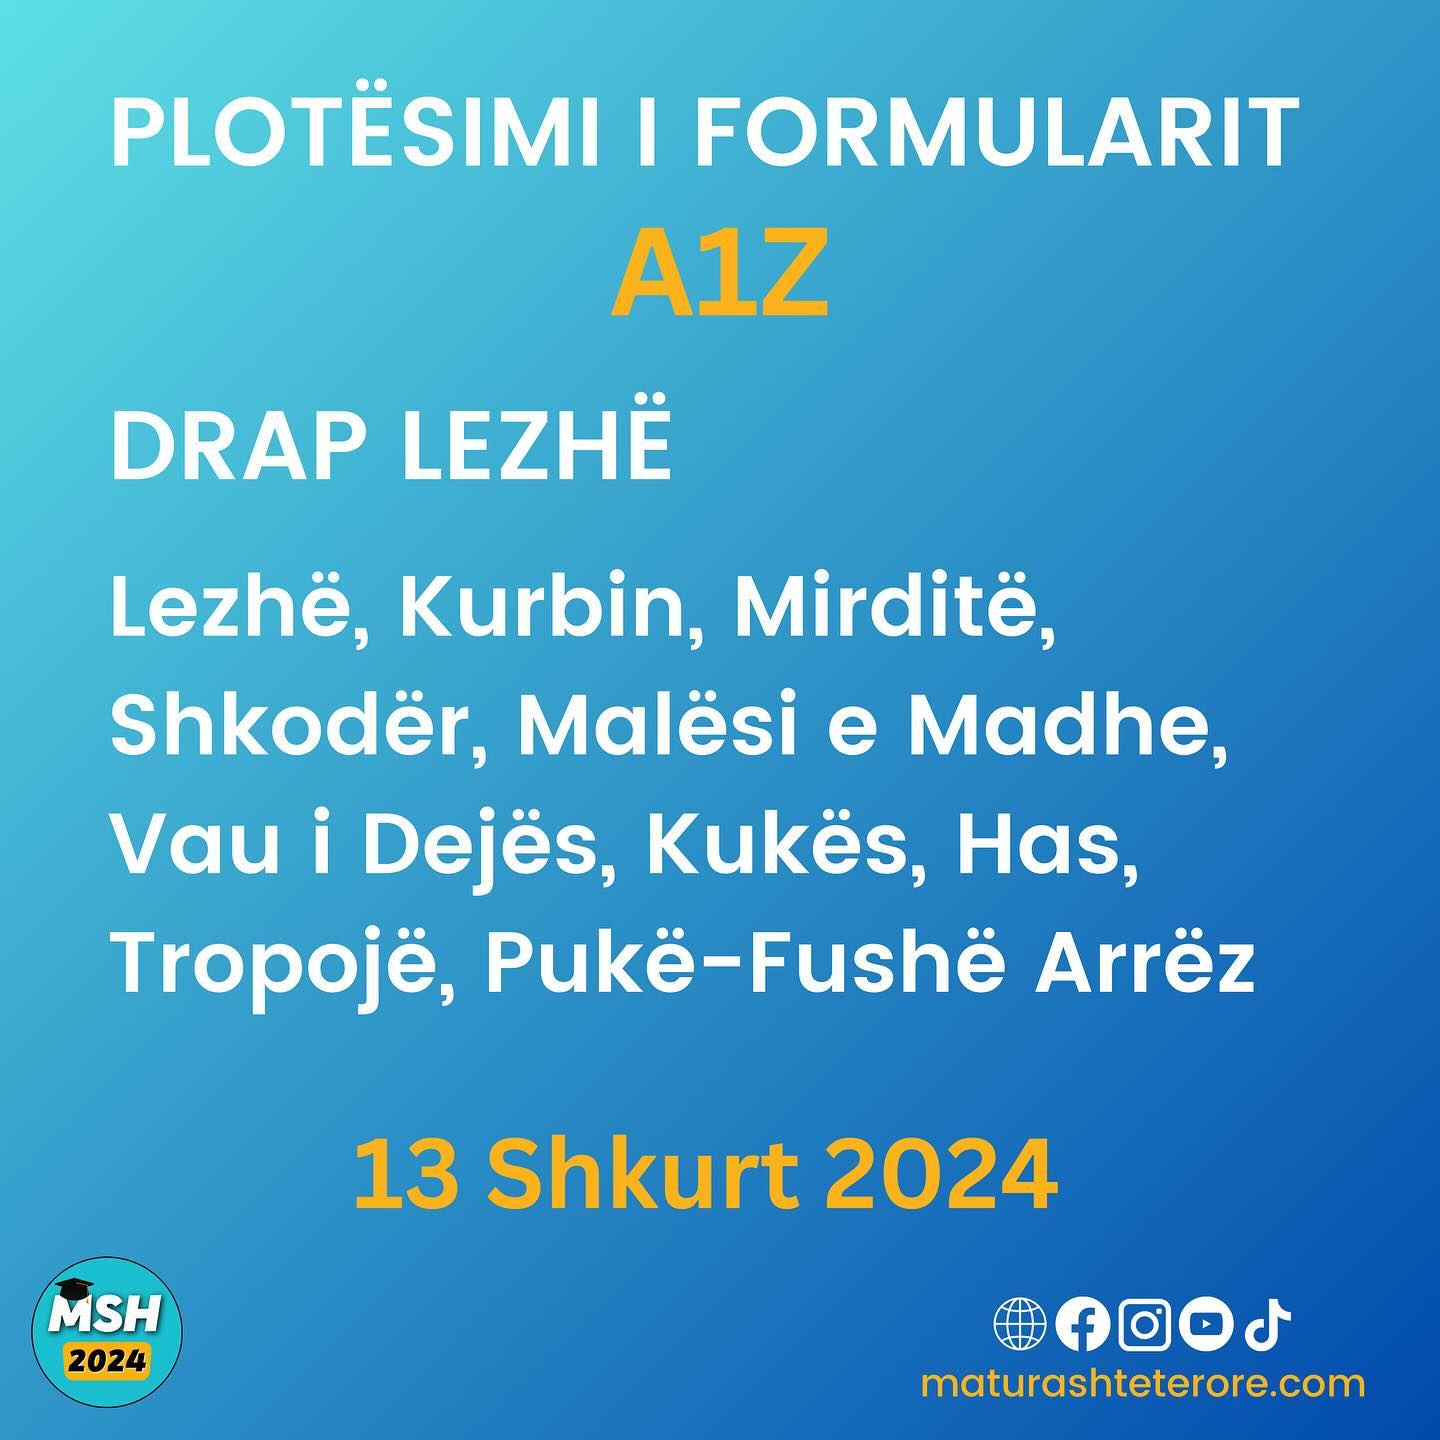 PLOTËSIMI I FORMULARIT
A1Z
DRAP LEZHË
Lezhë, Kurbin, Mirditë,
Shkodër, Malësi e Madhe,
Vau i Dejës, Kukës, Has,
Tropojë, Pukë-Fushë Arrëz
13 Shkurt 2024
MSH
2024
maturashteterore.com